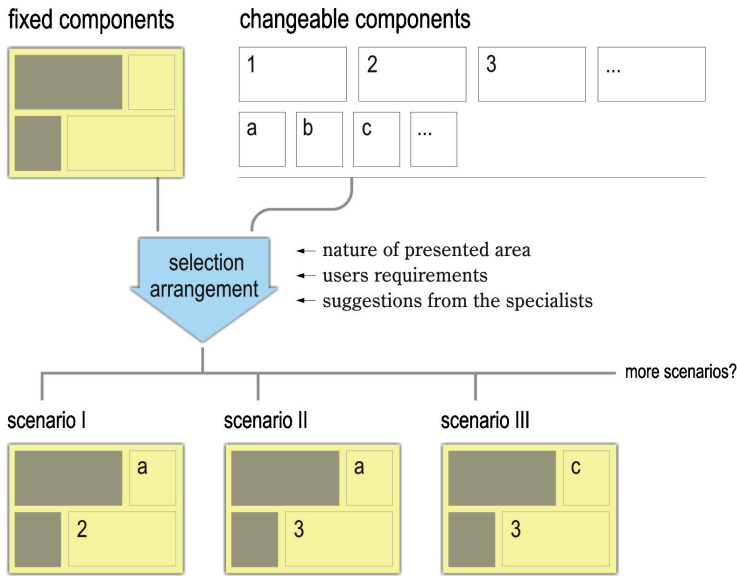 fixed components
changeable components
1
2
3
...
a
b
c
...
selection
arrangement
nature of presented area
users requirements
suggestions from the specialists
more scenarios?
scenario I
scenario II
scenario III
a
2
a
3
c
3